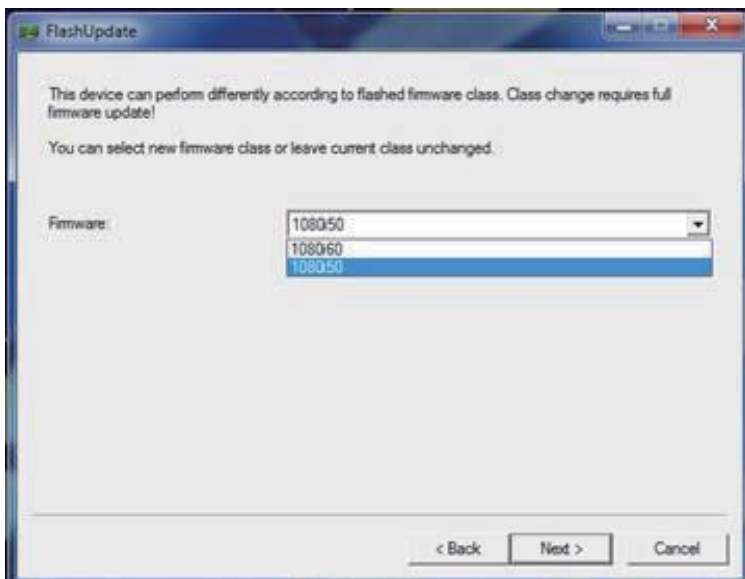 FlashUpdate
This device can perform differently according to flashed firmware class. Class change requires full
firmware update!
You can select new firmware class or leave current class unchanged.
Firmware:
1080i50
1080i60
1080i50
< Back
Next >
Cancel